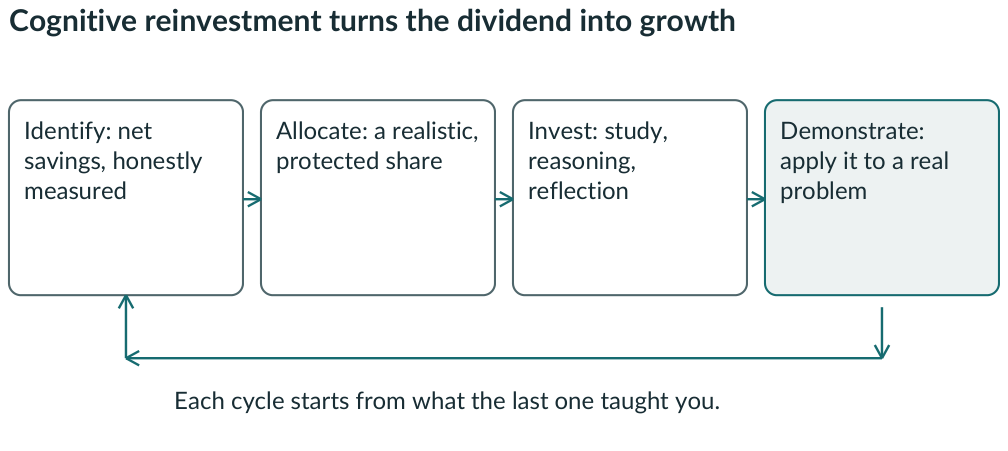 Cognitive reinvestment turns the dividend into growth
Identify: net
savings, honestly
measured
Allocate: a realistic,
protected share
Invest: study,
reasoning,
reflection
Demonstrate:
apply it to a real
problem
Each cycle starts from what the last one taught you.